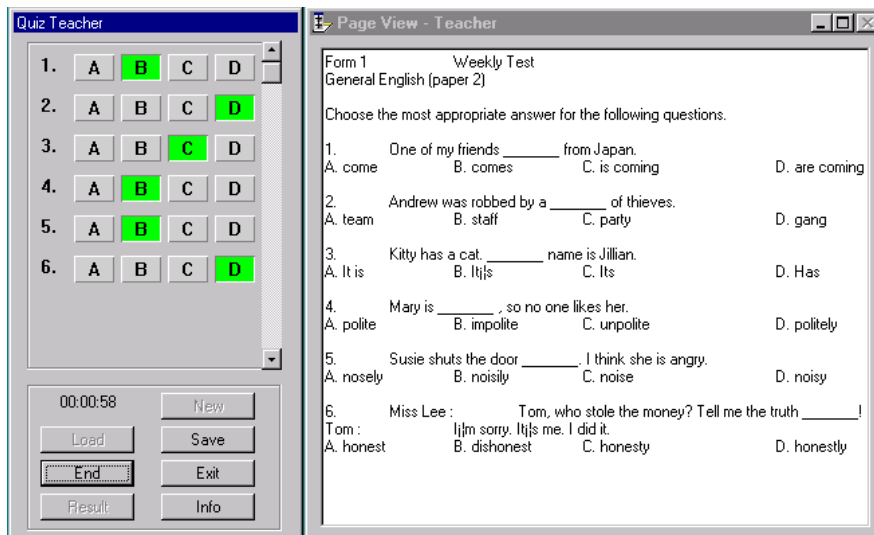 Quiz Teacher
1. A B C D
2. A B C D
3. A B C D
4. A B C D
5. A B C D
6. A B C D
00:00:58 New
Load Save
End Exit
Result Info
Page View - Teacher
Form 1 Weekly Test
General English (paper 2)
Choose the most appropriate answer for the following questions.
1. One of my friends _______ from Japan.
A. come B. comes C. is coming D. are coming
2. Andrew was robbed by a _______ of thieves.
A. team B. staff C. party D. gang
3. Kitty has a cat. _______ name is Jillian.
A. It is B. It¡¦s C. Its D. Has
4. Mary is _______ , so no one likes her.
A. polite B. impolite C. unpolite D. politely
5. Susie shuts the door _______ . I think she is angry.
A. nosely B. noisily C. noise D. noisy
6. Miss Lee : Tom, who stole the money? Tell me the truth _______!
Tom : I¡¦m sorry. It¡¦s me. I did it.
A. honest B. dishonest C. honesty D. honestly